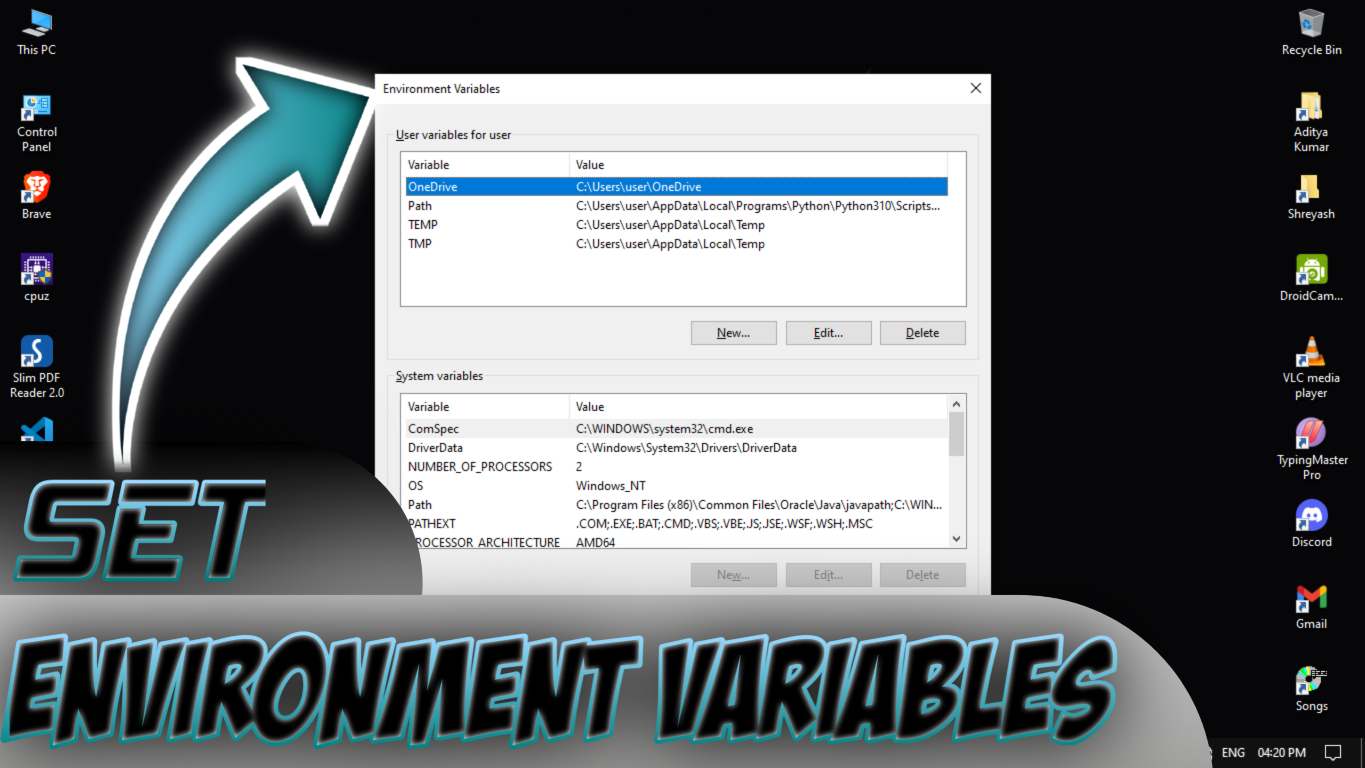 This PC
Control
Panel
Brave
cpuz
Slim PDF
Reader 2.0
Environment Variables
User variables for user
Variable Value
OneDrive C:\Users\user\OneDrive
Path C:\Users\user\AppData\Local\Programs\Python\Python310\Scripts...
TEMP C:\Users\user\AppData\Local\Temp
TMP C:\Users\user\AppData\Local\Temp
New... Edit... Delete
System variables
Variable Value
ComSpec C:\WINDOWS\system32\cmd.exe
DriverData C:\Windows\System32\Drivers\DriverData
NUMBER_OF_PROCESSORS 2
OS Windows_NT
Path C:\Program Files (x86)\Common Files\Oracle\Java\javapath;C:\WIN...
PATHEXT .COM;.EXE;.BAT;.CMD;.VBS;.VBE;.JS;.JSE;.WSF;.WSH;.MSC
PROCESSOR_ARCHITECTURE AMD64
New... Edit... Delete
Recycle Bin
Aditya
Kumar
Shreyash
DroidCam...
VLC media
player
TypingMaster
Pro
Discord
Gmail
Songs
SET
ENVIRONMENT VARIABLES
ENG 04:20 PM